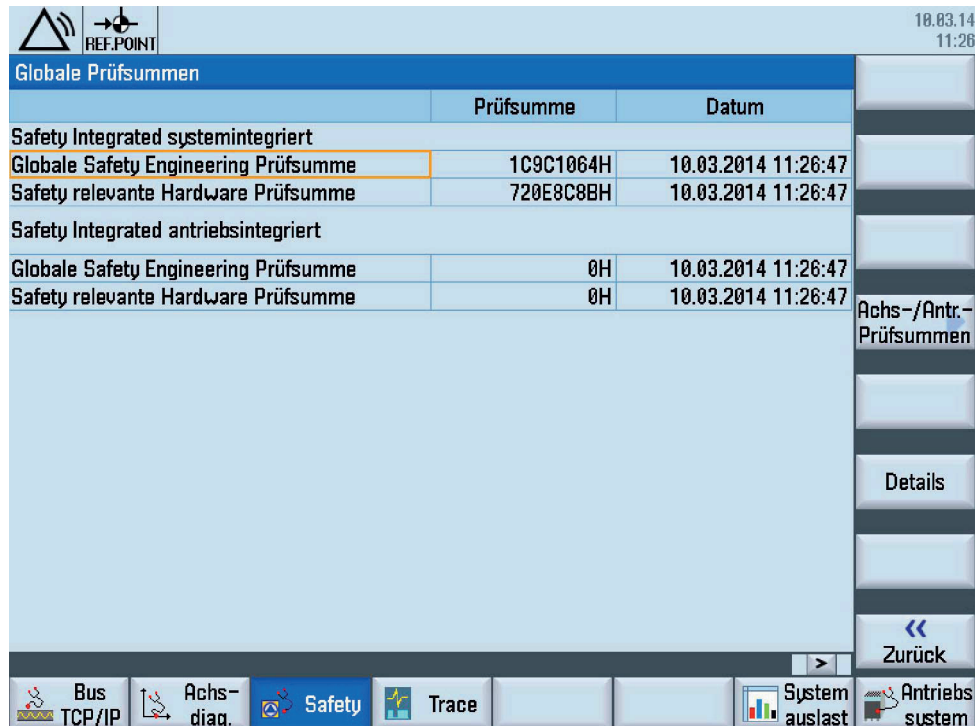 REF.POINT
10.03.14
11:26
Globale Prüfsummen
Prüfsumme Datum
Safety Integrated systemintegriert
Globale Safety Engineering Prüfsumme 1C9C1064H 10.03.2014 11:26:47
Safety relevante Hardware Prüfsumme 720E8C8BH 10.03.2014 11:26:47
Safety Integrated antriebsintegriert
Globale Safety Engineering Prüfsumme 0H 10.03.2014 11:26:47
Safety relevante Hardware Prüfsumme 0H 10.03.2014 11:26:47
Achs-/Antr.-
Prüfsummen
Details
<<
Zurück
>
Bus
TCP/IP
Achs-
diag.
Safety
Trace
System
auslast
Antriebs
system